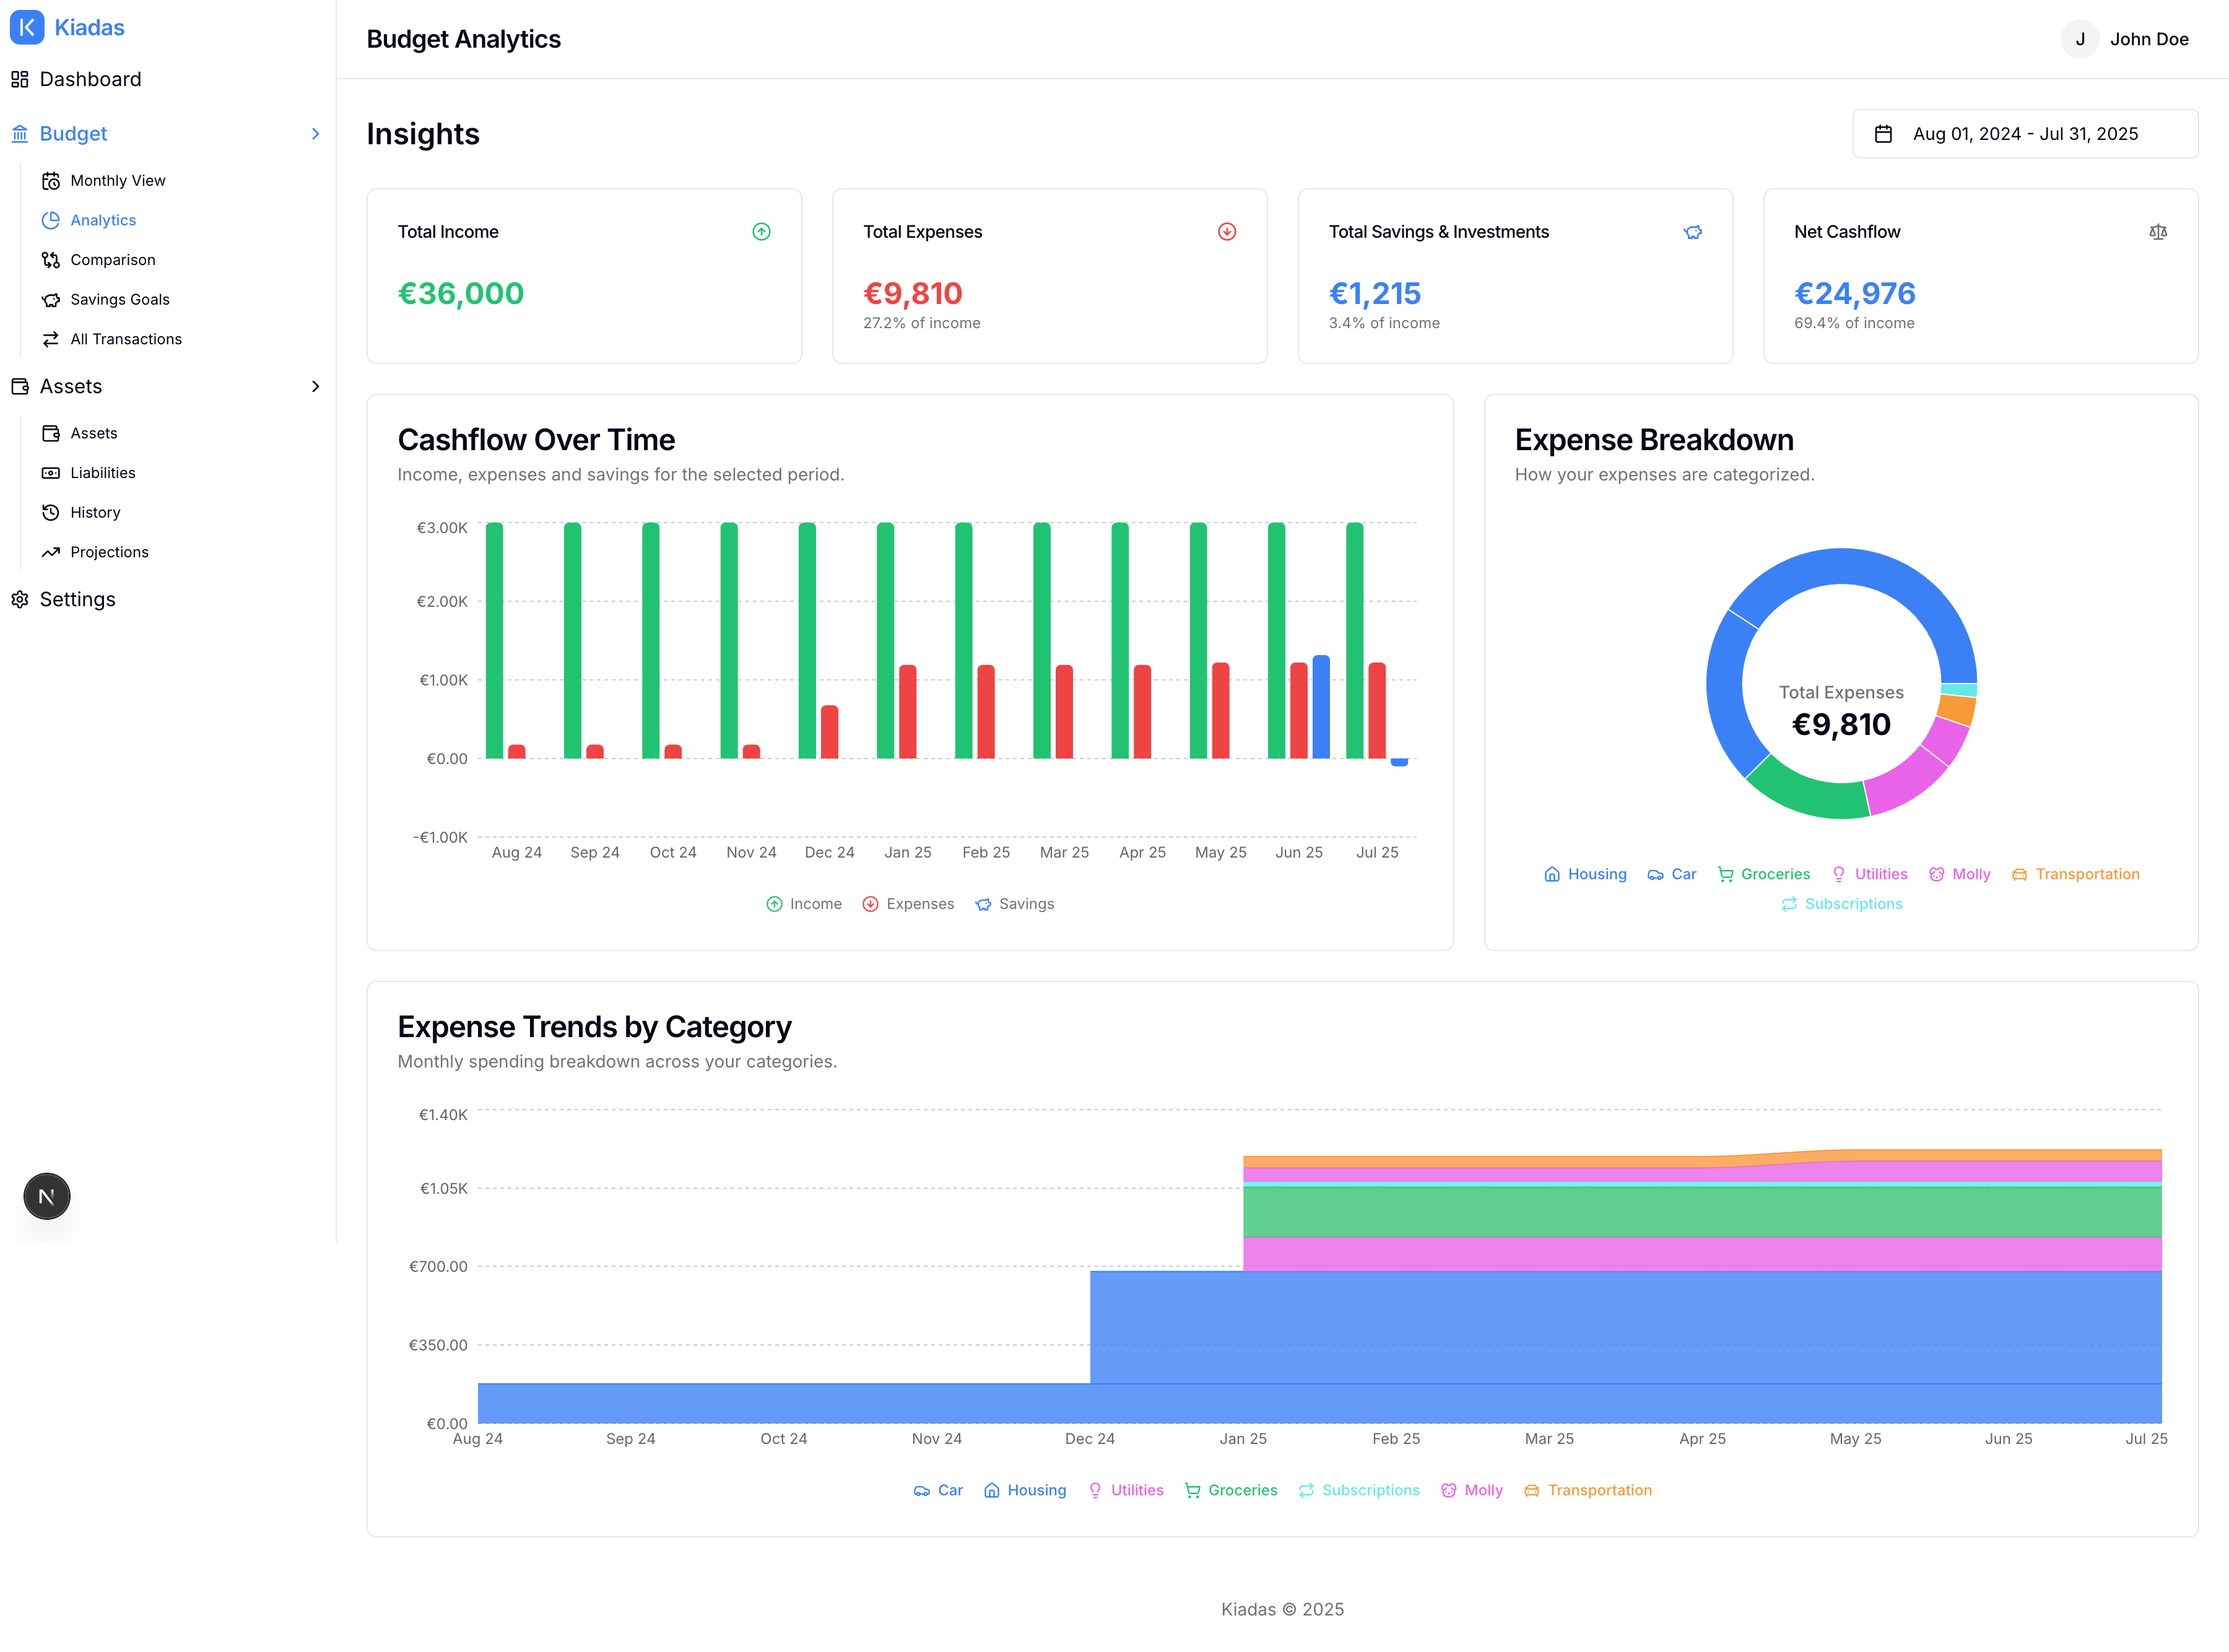 Kiadas
Dashboard
Budget
Monthly View
Analytics
Comparison
Savings Goals
All Transactions
Assets
Assets
Liabilities
History
Projections
Settings
N
Budget Analytics
J John Doe
Insights
Aug 01, 2024 - Jul 31, 2025
Total Income
€36,000
Total Expenses
€9,810
27.2% of income
Total Savings & Investments
€1,215
3.4% of income
Net Cashflow
€24,976
69.4% of income
Cashflow Over Time
Income, expenses and savings for the selected period.
€3.00K
€2.00K
€1.00K
€0.00
-€1.00K
Aug 24 Sep 24 Oct 24 Nov 24 Dec 24 Jan 25 Feb 25 Mar 25 Apr 25 May 25 Jun 25 Jul 25
Income Expenses Savings
Expense Breakdown
How your expenses are categorized.
Total Expenses
€9,810
Housing Car Groceries Utilities Molly Transportation
Subscriptions
Expense Trends by Category
Monthly spending breakdown across your categories.
€1.40K
€1.05K
€700.00
€350.00
€0.00
Aug 24 Sep 24 Oct 24 Nov 24 Dec 24 Jan 25 Feb 25 Mar 25 Apr 25 May 25 Jun 25 Jul 25
Car Housing Utilities Groceries Subscriptions Molly Transportation
Kiadas © 2025